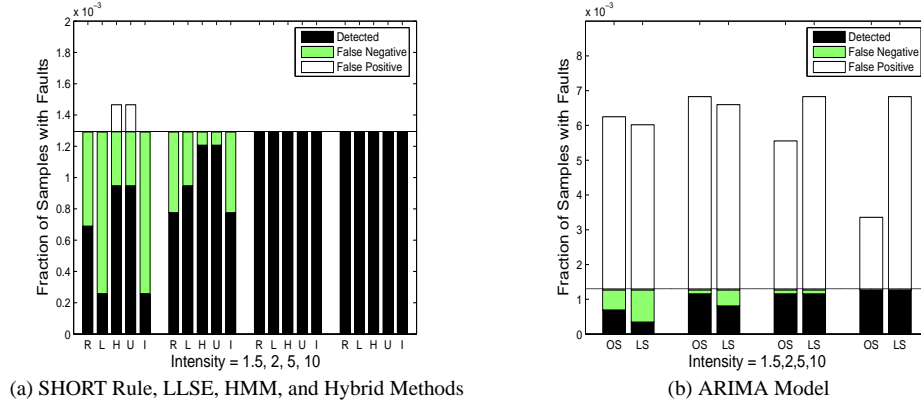 x 10⁻³
2
1.8
1.6
1.4
1.2
1
0.8
0.6
0.4
0.2
0
Fraction of Samples with Faults
Detected
False Negative
False Positive
R L H U I R L H U I R L H U I R L H U I
Intensity = 1.5, 2, 5, 10
(a) SHORT Rule, LLSE, HMM, and Hybrid Methods
x 10⁻³
8
7
6
5
4
3
2
1
0
Fraction of Samples with Faults
Detected
False Negative
False Positive
OS LS OS LS OS LS OS LS
Intensity = 1.5,2,5,10
(b) ARIMA Model